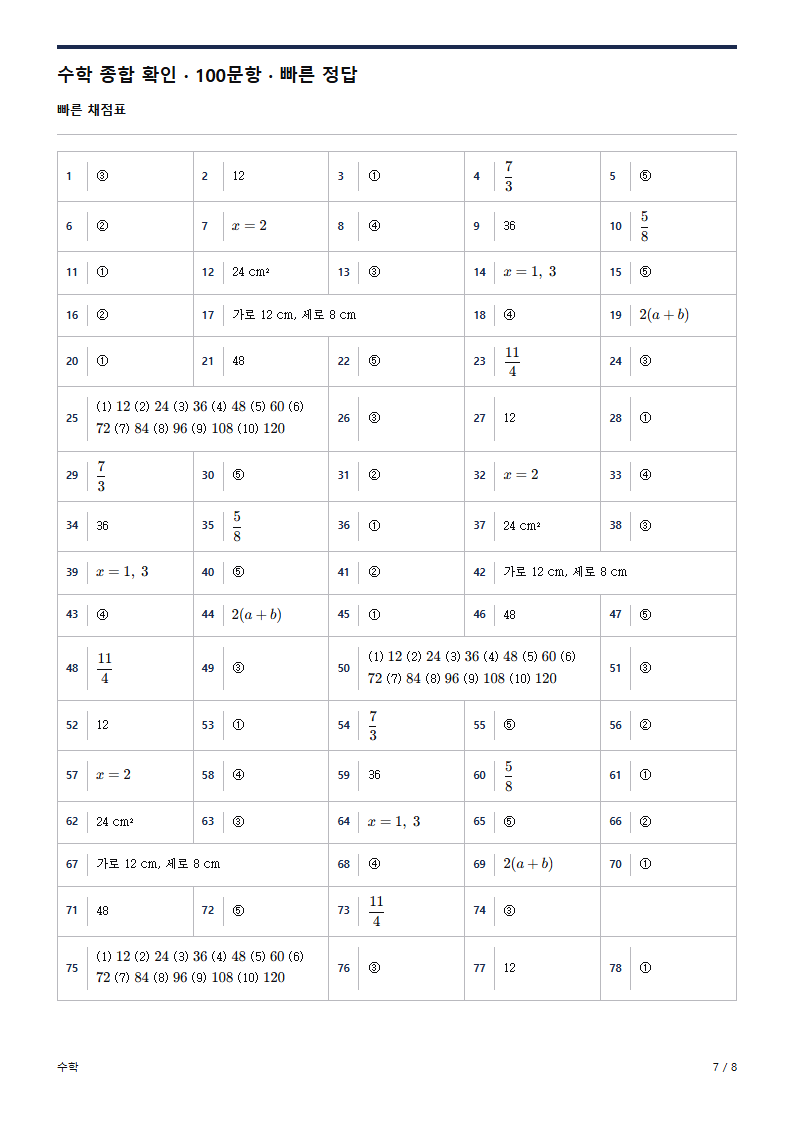 수학 종합 확인 · 100문항 · 빠른 정답
빠른 채점표
1 ③ 2 12 3 ① 4 7/3 5 ⑤
6 ② 7 x = 2 8 ④ 9 36 10 5/8
11 ① 12 24 cm² 13 ③ 14 x = 1, 3 15 ⑤
16 ② 17 가로 12 cm, 세로 8 cm 18 ④ 19 2(a + b)
20 ① 21 48 22 ⑤ 23 11/4 24 ③
25 (1) 12 (2) 24 (3) 36 (4) 48 (5) 60 (6)
72 (7) 84 (8) 96 (9) 108 (10) 120
26 ③ 27 12 28 ①
29 7/3 30 ⑤ 31 ② 32 x = 2 33 ④
34 36 35 5/8 36 ① 37 24 cm² 38 ③
39 x = 1, 3 40 ⑤ 41 ② 42 가로 12 cm, 세로 8 cm
43 ④ 44 2(a + b) 45 ① 46 48 47 ⑤
48 11/4 49 ③ 50 (1) 12 (2) 24 (3) 36 (4) 48 (5) 60 (6)
72 (7) 84 (8) 96 (9) 108 (10) 120
51 ③
52 12 53 ① 54 7/3 55 ⑤ 56 ②
57 x = 2 58 ④ 59 36 60 5/8 61 ①
62 24 cm² 63 ③ 64 x = 1, 3 65 ⑤ 66 ②
67 가로 12 cm, 세로 8 cm 68 ④ 69 2(a + b) 70 ①
71 48 72 ⑤ 73 11/4 74 ③
75 (1) 12 (2) 24 (3) 36 (4) 48 (5) 60 (6)
72 (7) 84 (8) 96 (9) 108 (10) 120
76 ③ 77 12 78 ①
수학 7 / 8